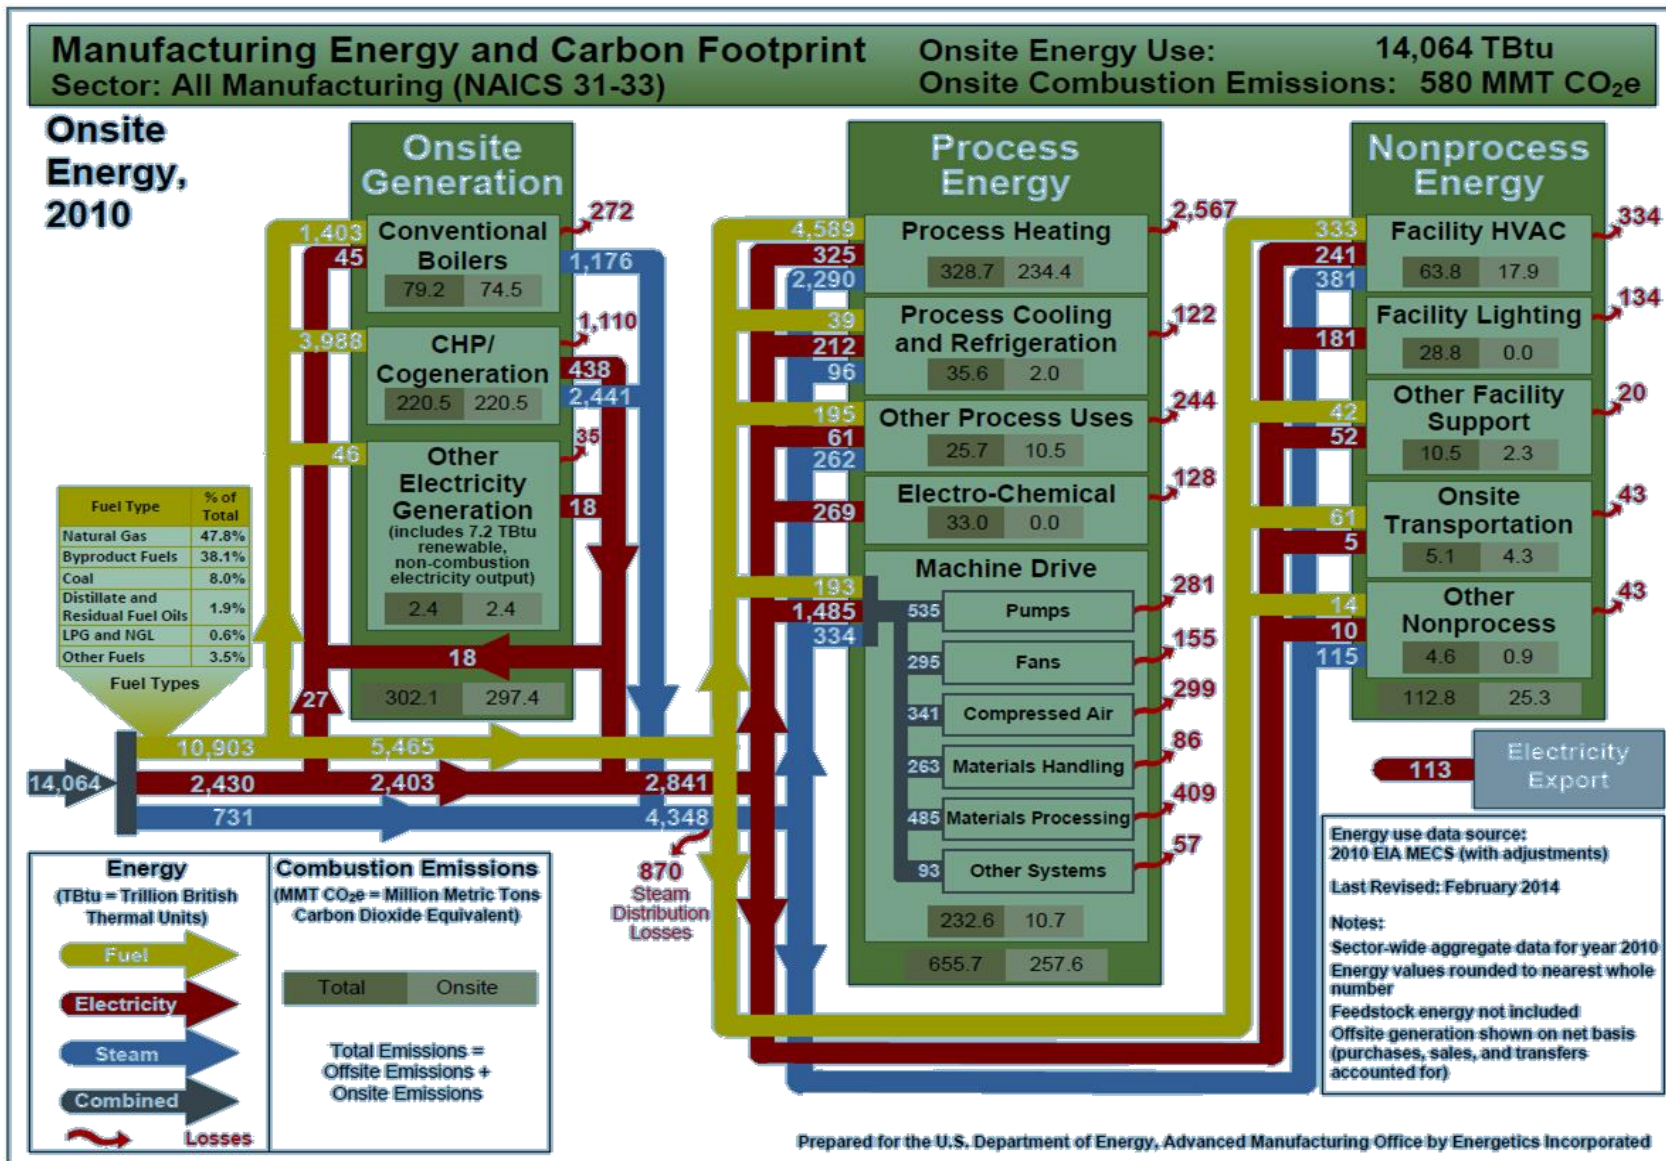 Manufacturing Energy and Carbon Footprint
Sector: All Manufacturing (NAICS 31-33)
Onsite Energy Use: 14,064 TBtu
Onsite Combustion Emissions: 580 MMT CO₂e
Onsite
Energy,
2010
Onsite
Generation
1,403
45
Conventional
Boilers
79.2 74.5
272
1,176
3,988
CHP/
Cogeneration
220.5 220.5
1,110
438
2,441
46
Other
Electricity
Generation
(includes 7.2 TBtu
renewable,
non-combustion
electricity output)
2.4 2.4
35
18
18
27
302.1 297.4
Fuel Type % of
Total
Natural Gas 47.8%
Byproduct Fuels 38.1%
Coal 8.0%
Distillate and
Residual Fuel Oils 1.9%
LPG and NGL 0.6%
Other Fuels 3.5%
Fuel Types
14,064
10,903 5,465
2,430 2,403 2,841
731 4,348
870
Steam
Distribution
Losses
Process
Energy
4,589
325
2,290
Process Heating
328.7 234.4
2,567
39
212
96
Process Cooling
and Refrigeration
35.6 2.0
122
195
61
262
Other Process Uses
25.7 10.5
244
269
Electro-Chemical
33.0 0.0
128
193
1,485
334
Machine Drive
535 Pumps 281
295 Fans 155
341 Compressed Air 299
263 Materials Handling 86
485 Materials Processing 409
93 Other Systems 57
232.6 10.7
655.7 257.6
Nonprocess
Energy
333
241
381
Facility HVAC
63.8 17.9
334
181
Facility Lighting
28.8 0.0
134
42
52
Other Facility
Support
10.5 2.3
20
61
5
Onsite
Transportation
5.1 4.3
43
14
10
115
Other
Nonprocess
4.6 0.9
43
112.8 25.3
113
Electricity
Export
Energy
(TBtu = Trillion British
Thermal Units)
Fuel
Electricity
Steam
Combined
Losses
Combustion Emissions
(MMT CO₂e = Million Metric Tons
Carbon Dioxide Equivalent)
Total Onsite
Total Emissions =
Offsite Emissions +
Onsite Emissions
Energy use data source:
2010 EIA MECS (with adjustments)
Last Revised: February 2014
Notes:
Sector-wide aggregate data for year 2010
Energy values rounded to nearest whole
number
Feedstock energy not included
Offsite generation shown on net basis
(purchases, sales, and transfers
accounted for)
Prepared for the U.S. Department of Energy, Advanced Manufacturing Office by Energetics Incorporated